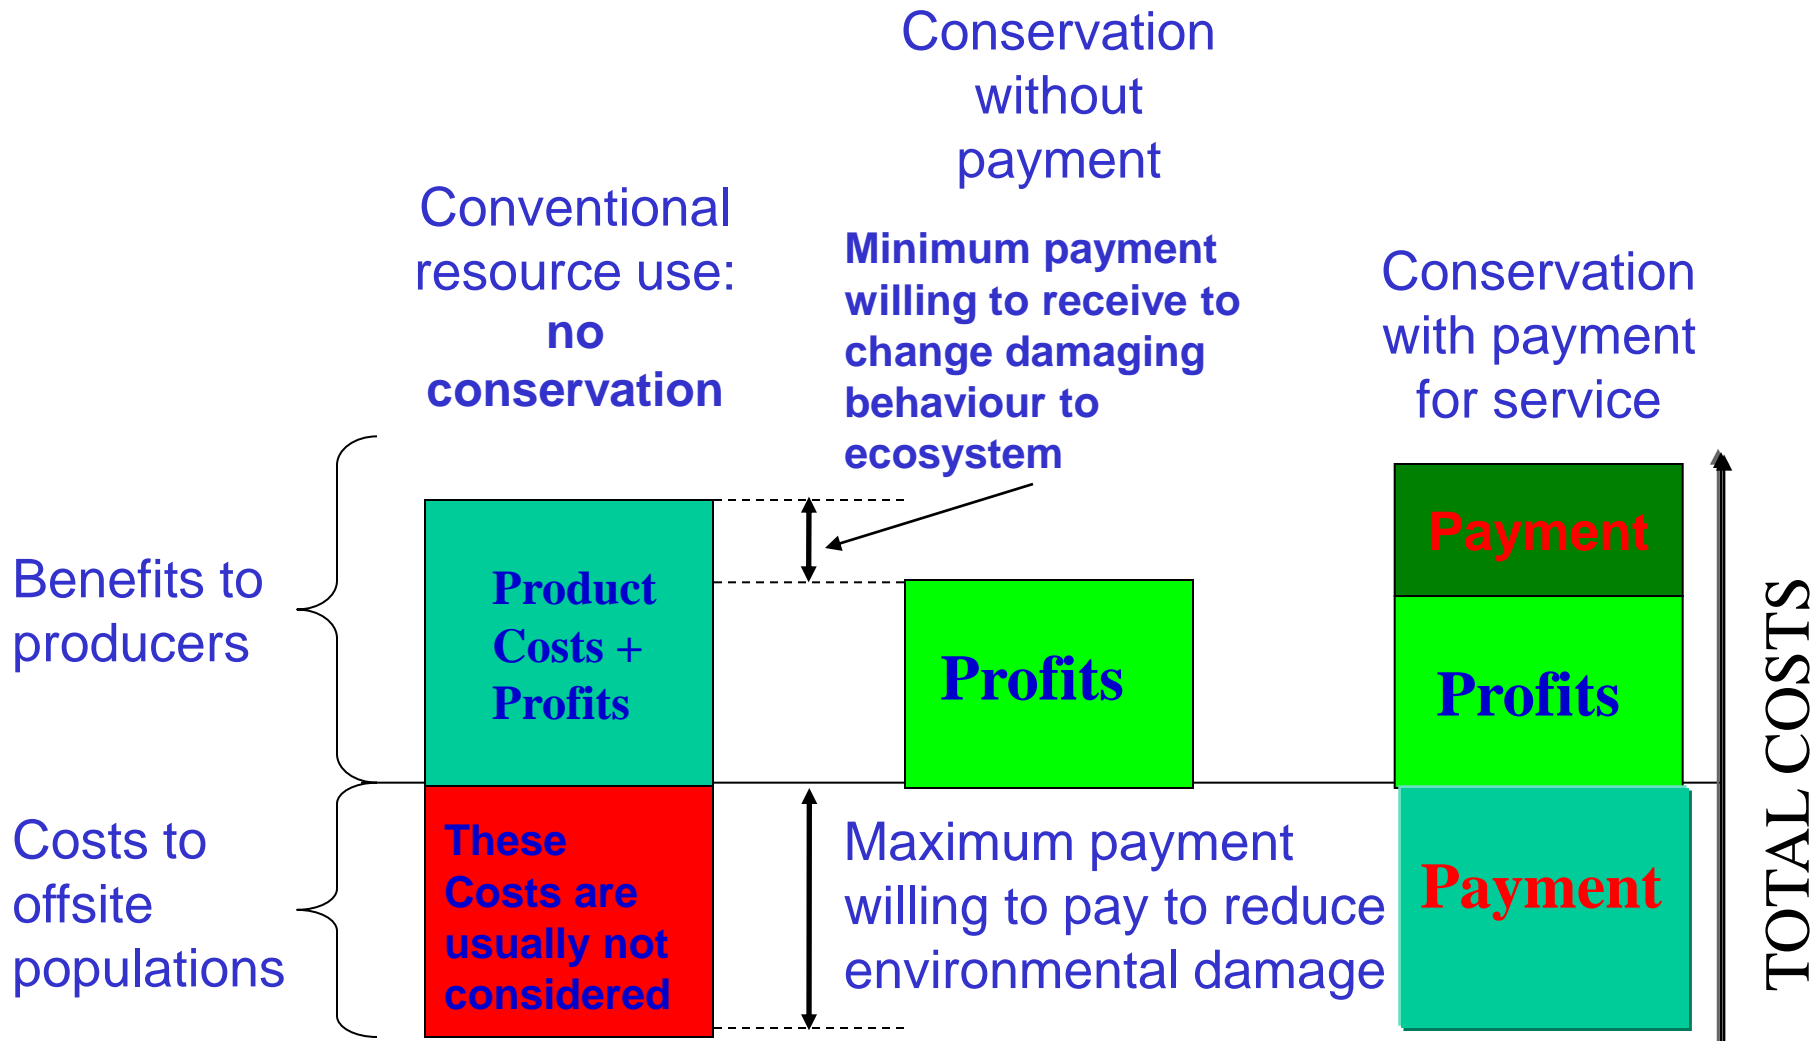 Conservation
without
payment
Conventional
resource use:
no
conservation
Minimum payment
willing to receive to
change damaging
behaviour to
ecosystem
Conservation
with payment
for service
Benefits to
producers
Product
Costs +
Profits
Profits
Payment
Profits
Costs to
offsite
populations
These
Costs are
usually not
considered
Maximum payment
willing to pay to reduce
environmental damage
Payment
TOTAL COSTS